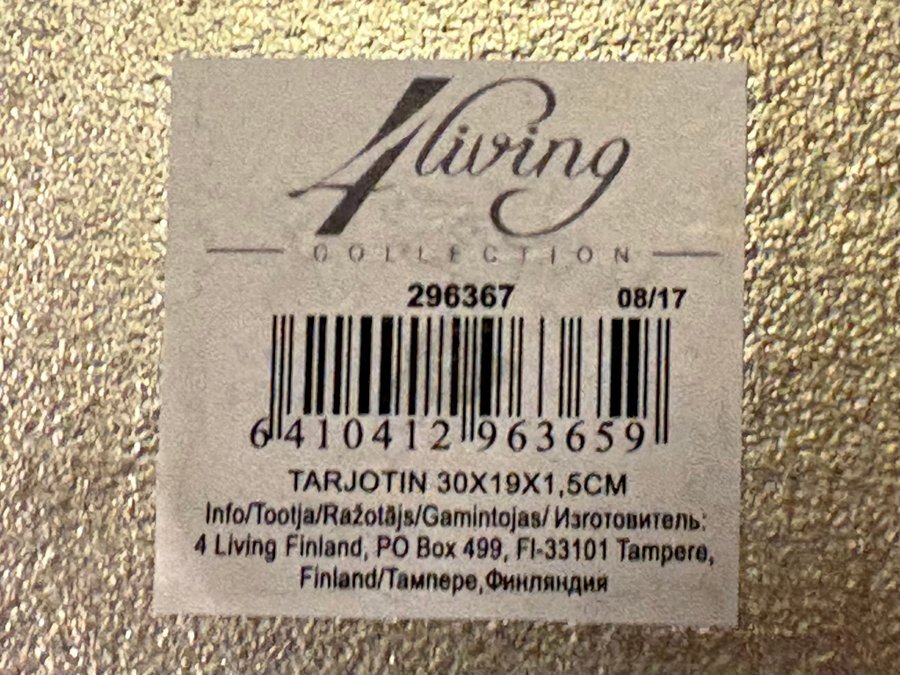 4living
COLLECTION
296367 08/17
6 410412 963659
TARJOTIN 30X19X1,5CM
Info/Tootja/Ražotājs/Gamintojas/ Изготовитель:
4 Living Finland, PO Box 499, FI-33101 Tampere,
Finland/Тампере,Финляндия